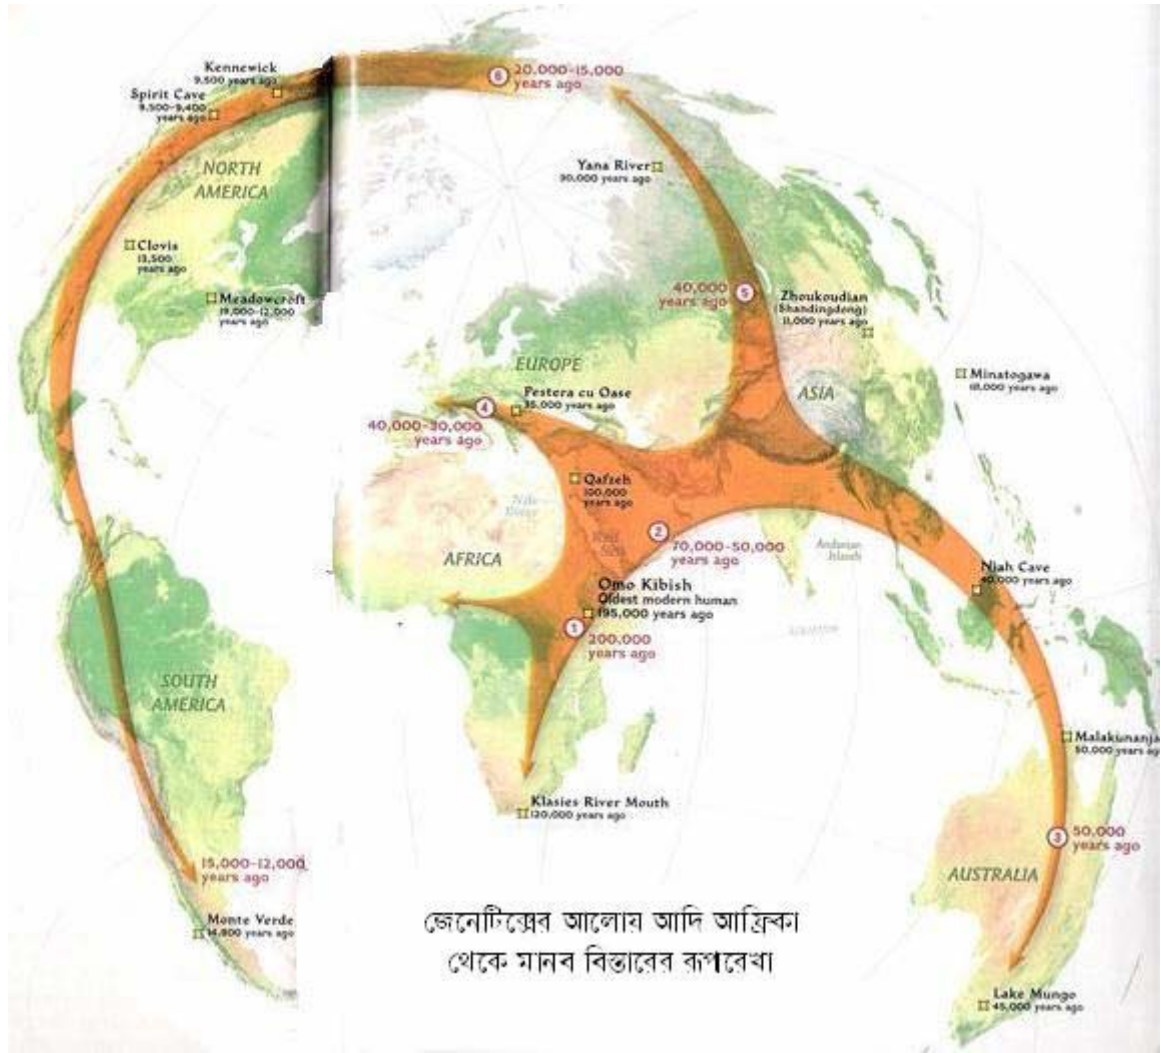 Kennewick
9,500 years ago
Spirit Cave
9,500–9,400
years ago
6 20,000–15,000
years ago
NORTH
AMERICA
Yana River
30,000 years ago
Clovis
13,500
years ago
Meadowcroft
19,000–12,000
years ago
40,000
years ago 5
Zhoukoudian
(Shandingdong)
11,000 years ago
EUROPE
ASIA
Minatogawa
18,000 years ago
Pestera cu Oase
35,000 years ago
4
40,000–30,000
years ago
Qafzeh
100,000
years ago
Nile
Red
Sea
2 70,000–50,000
years ago
Andaman
Islands
AFRICA
Niah Cave
40,000 years ago
Omo Kibish
Oldest modern human
195,000 years ago
1 200,000
years ago
EQUATOR
SOUTH
AMERICA
Malakunanja
50,000 years ago
Klasies River Mouth
120,000 years ago
3 50,000
years ago
AUSTRALIA
15,000–12,000
years ago
Monte Verde
14,800 years ago
জেনেটিক্সের আলোয় আদি আফ্রিকা
থেকে মানব বিস্তারের রূপরেখা
Lake Mungo
45,000 years ago